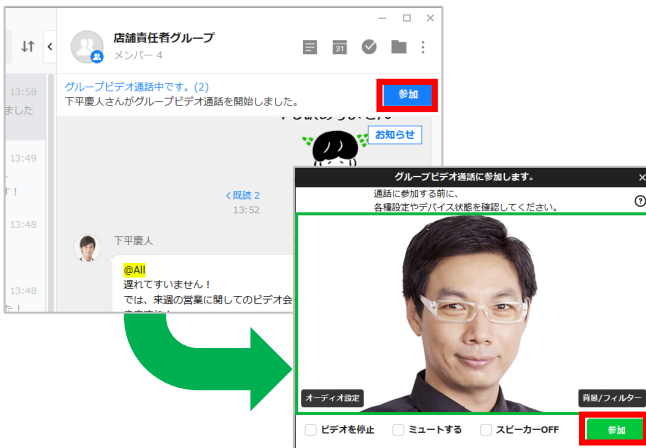 店舗責任者グループ
メンバー 4
31
グループビデオ通話中です。(2)
下平慶人さんがグループビデオ通話を開始しました。
参加
お知らせ
13:58
ました
13:49
す！
13:48
13:48
た！
既読 2
13:52
下平慶人
@All
遅れてすいません！
では、来週の営業に関してのビデオ会
グループビデオ通話に参加します。
通話に参加する前に、
各種設定やデバイス状態を確認してください。
オーディオ設定
背景/フィルター
ビデオを停止
ミュートする
スピーカーOFF
参加